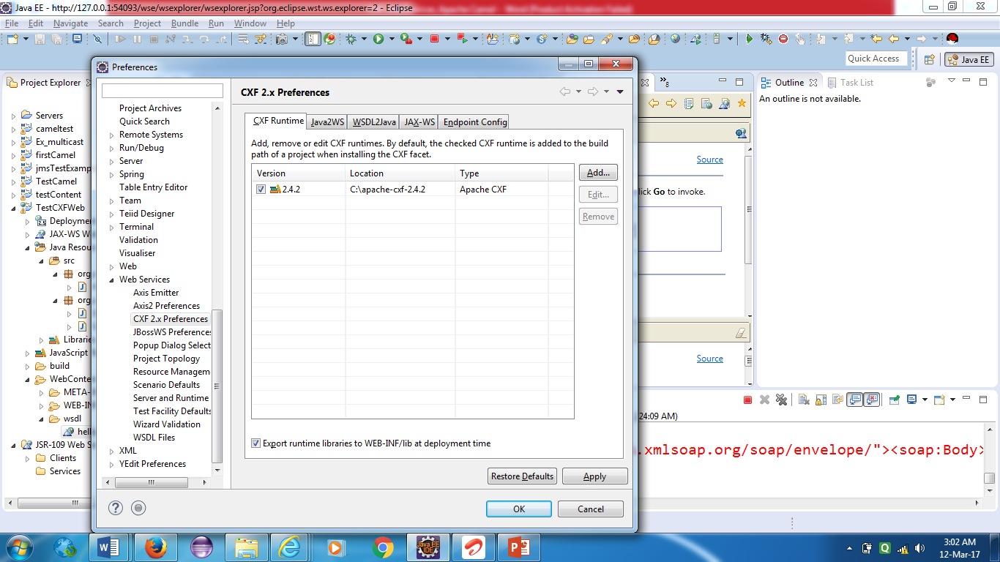 Java EE - http://127.0.0.1:54093/wse/wsexplorer/wsexplorer.jsp?org.eclipse.wst.ws.explorer=2 - Eclipse
File Edit Navigate Search Project Bundle Run Window Help
Quick Access
Java EE
Project Explorer
Servers
cameltest
Ex_multicast
firstCamel
jmsTestExamp
TestCamel
testContent
TestCXFWeb
Deploymen
JAX-WS W
Java Resou
src
org
org
Librarie
JavaScript
build
WebConte
META-
WEB-IN
wsdl
hell
JSR-109 Web S
Clients
Services
Preferences
Project Archives
Quick Search
Remote Systems
Run/Debug
Server
Spring
Table Entry Editor
Team
Teiid Designer
Terminal
Validation
Visualiser
Web
Web Services
Axis Emitter
Axis2 Preferences
CXF 2.x Preferences
JBossWS Preferences
Popup Dialog Select
Project Topology
Resource Managem
Scenario Defaults
Server and Runtime
Test Facility Defaults
Wizard Validation
WSDL Files
XML
YEdit Preferences
CXF 2.x Preferences
CXF Runtime Java2WS WSDL2Java JAX-WS Endpoint Config
Add, remove or edit CXF runtimes. By default, the checked CXF runtime is added to the build
path of a project when installing the CXF facet.
Version Location Type
2.4.2 C:\apache-cxf-2.4.2 Apache CXF
Add...
Edit...
Remove
Export runtime libraries to WEB-INF/lib at deployment time
Restore Defaults Apply
OK Cancel
8
Source
lick Go to invoke.
Source
Outline Task List
An outline is not available.
24:09 AM)
.xmlsoap.org/soap/envelope/"><soap:Body>
Java EE
IDE
3:02 AM
12-Mar-17